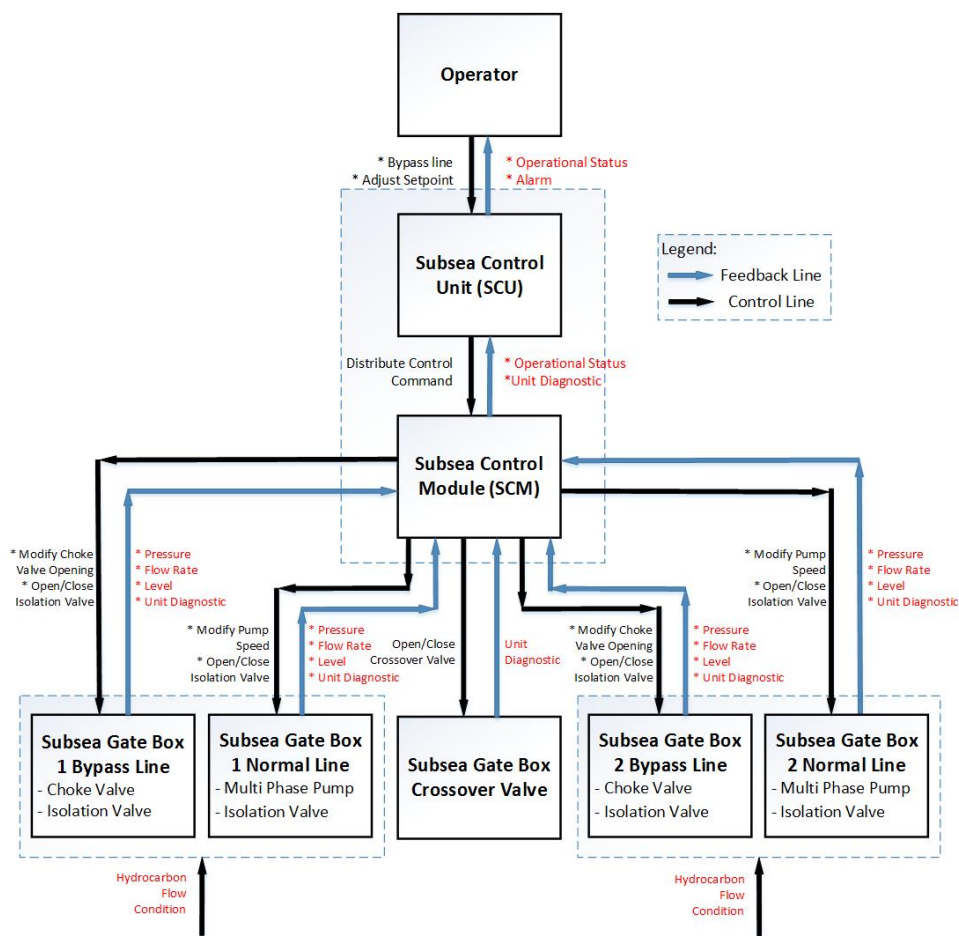 Operator
* Bypass line
* Adjust Setpoint
* Operational Status
* Alarm
Subsea Control
Unit (SCU)
Legend:
Feedback Line
Control Line
Distribute Control
Command
* Operational Status
*Unit Diagnostic
Subsea Control
Module (SCM)
* Modify Choke
Valve Opening
* Open/Close
Isolation Valve
* Pressure
* Flow Rate
* Level
* Unit Diagnostic
* Modify Pump
Speed
* Open/Close
Isolation Valve
* Pressure
* Flow Rate
* Level
* Unit Diagnostic
Open/Close
Crossover Valve
Unit
Diagnostic
* Modify Choke
Valve Opening
* Open/Close
Isolation Valve
* Pressure
* Flow Rate
* Level
* Unit Diagnostic
* Modify Pump
Speed
* Open/Close
Isolation Valve
* Pressure
* Flow Rate
* Level
* Unit Diagnostic
Subsea Gate Box
1 Bypass Line
- Choke Valve
- Isolation Valve
Subsea Gate Box
1 Normal Line
- Multi Phase Pump
- Isolation Valve
Subsea Gate Box
Crossover Valve
Subsea Gate Box
2 Bypass Line
- Choke Valve
- Isolation Valve
Subsea Gate Box
2 Normal Line
- Multi Phase Pump
- Isolation Valve
Hydrocarbon
Flow
Condition
Hydrocarbon
Flow
Condition